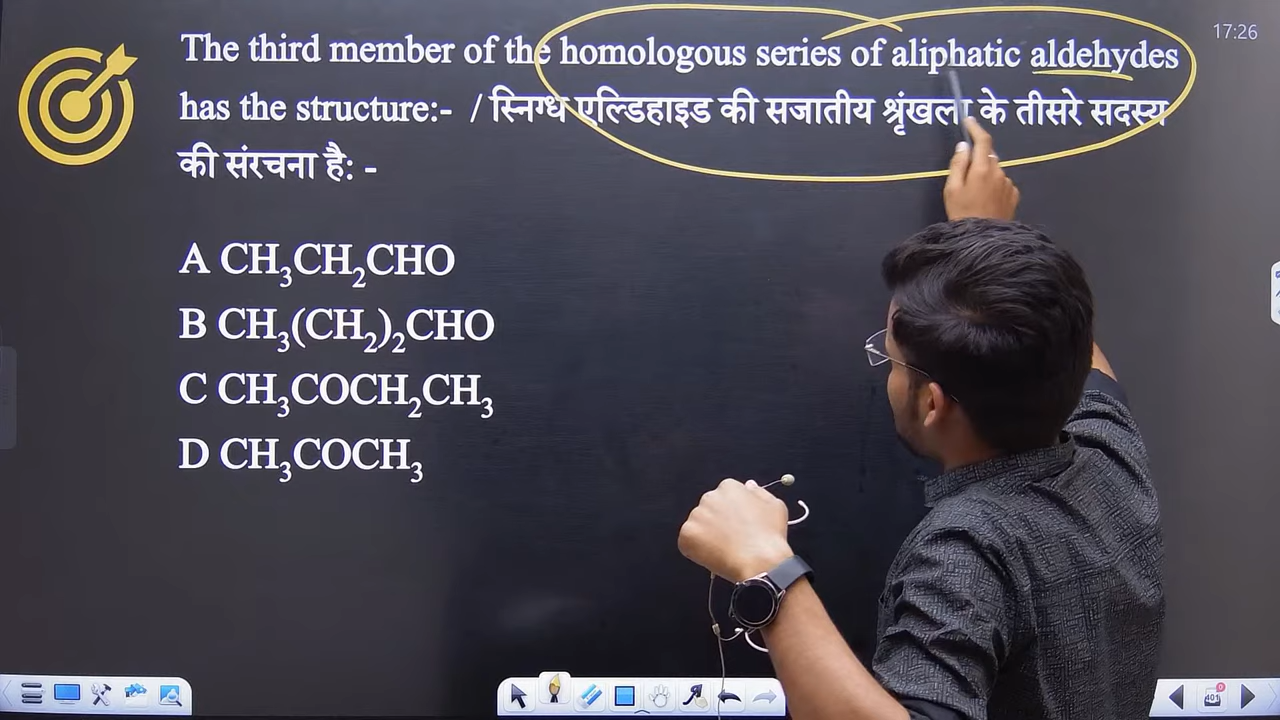 17:26
The third member of the homologous series of aliphatic aldehydes
has the structure:- / स्निग्ध एल्डिहाइड की सजातीय श्रृंखला के तीसरे सदस्य
की संरचना है: -
A CH₃CH₂CHO
B CH₃(CH₂)₂CHO
C CH₃COCH₂CH₃
D CH₃COCH₃
401